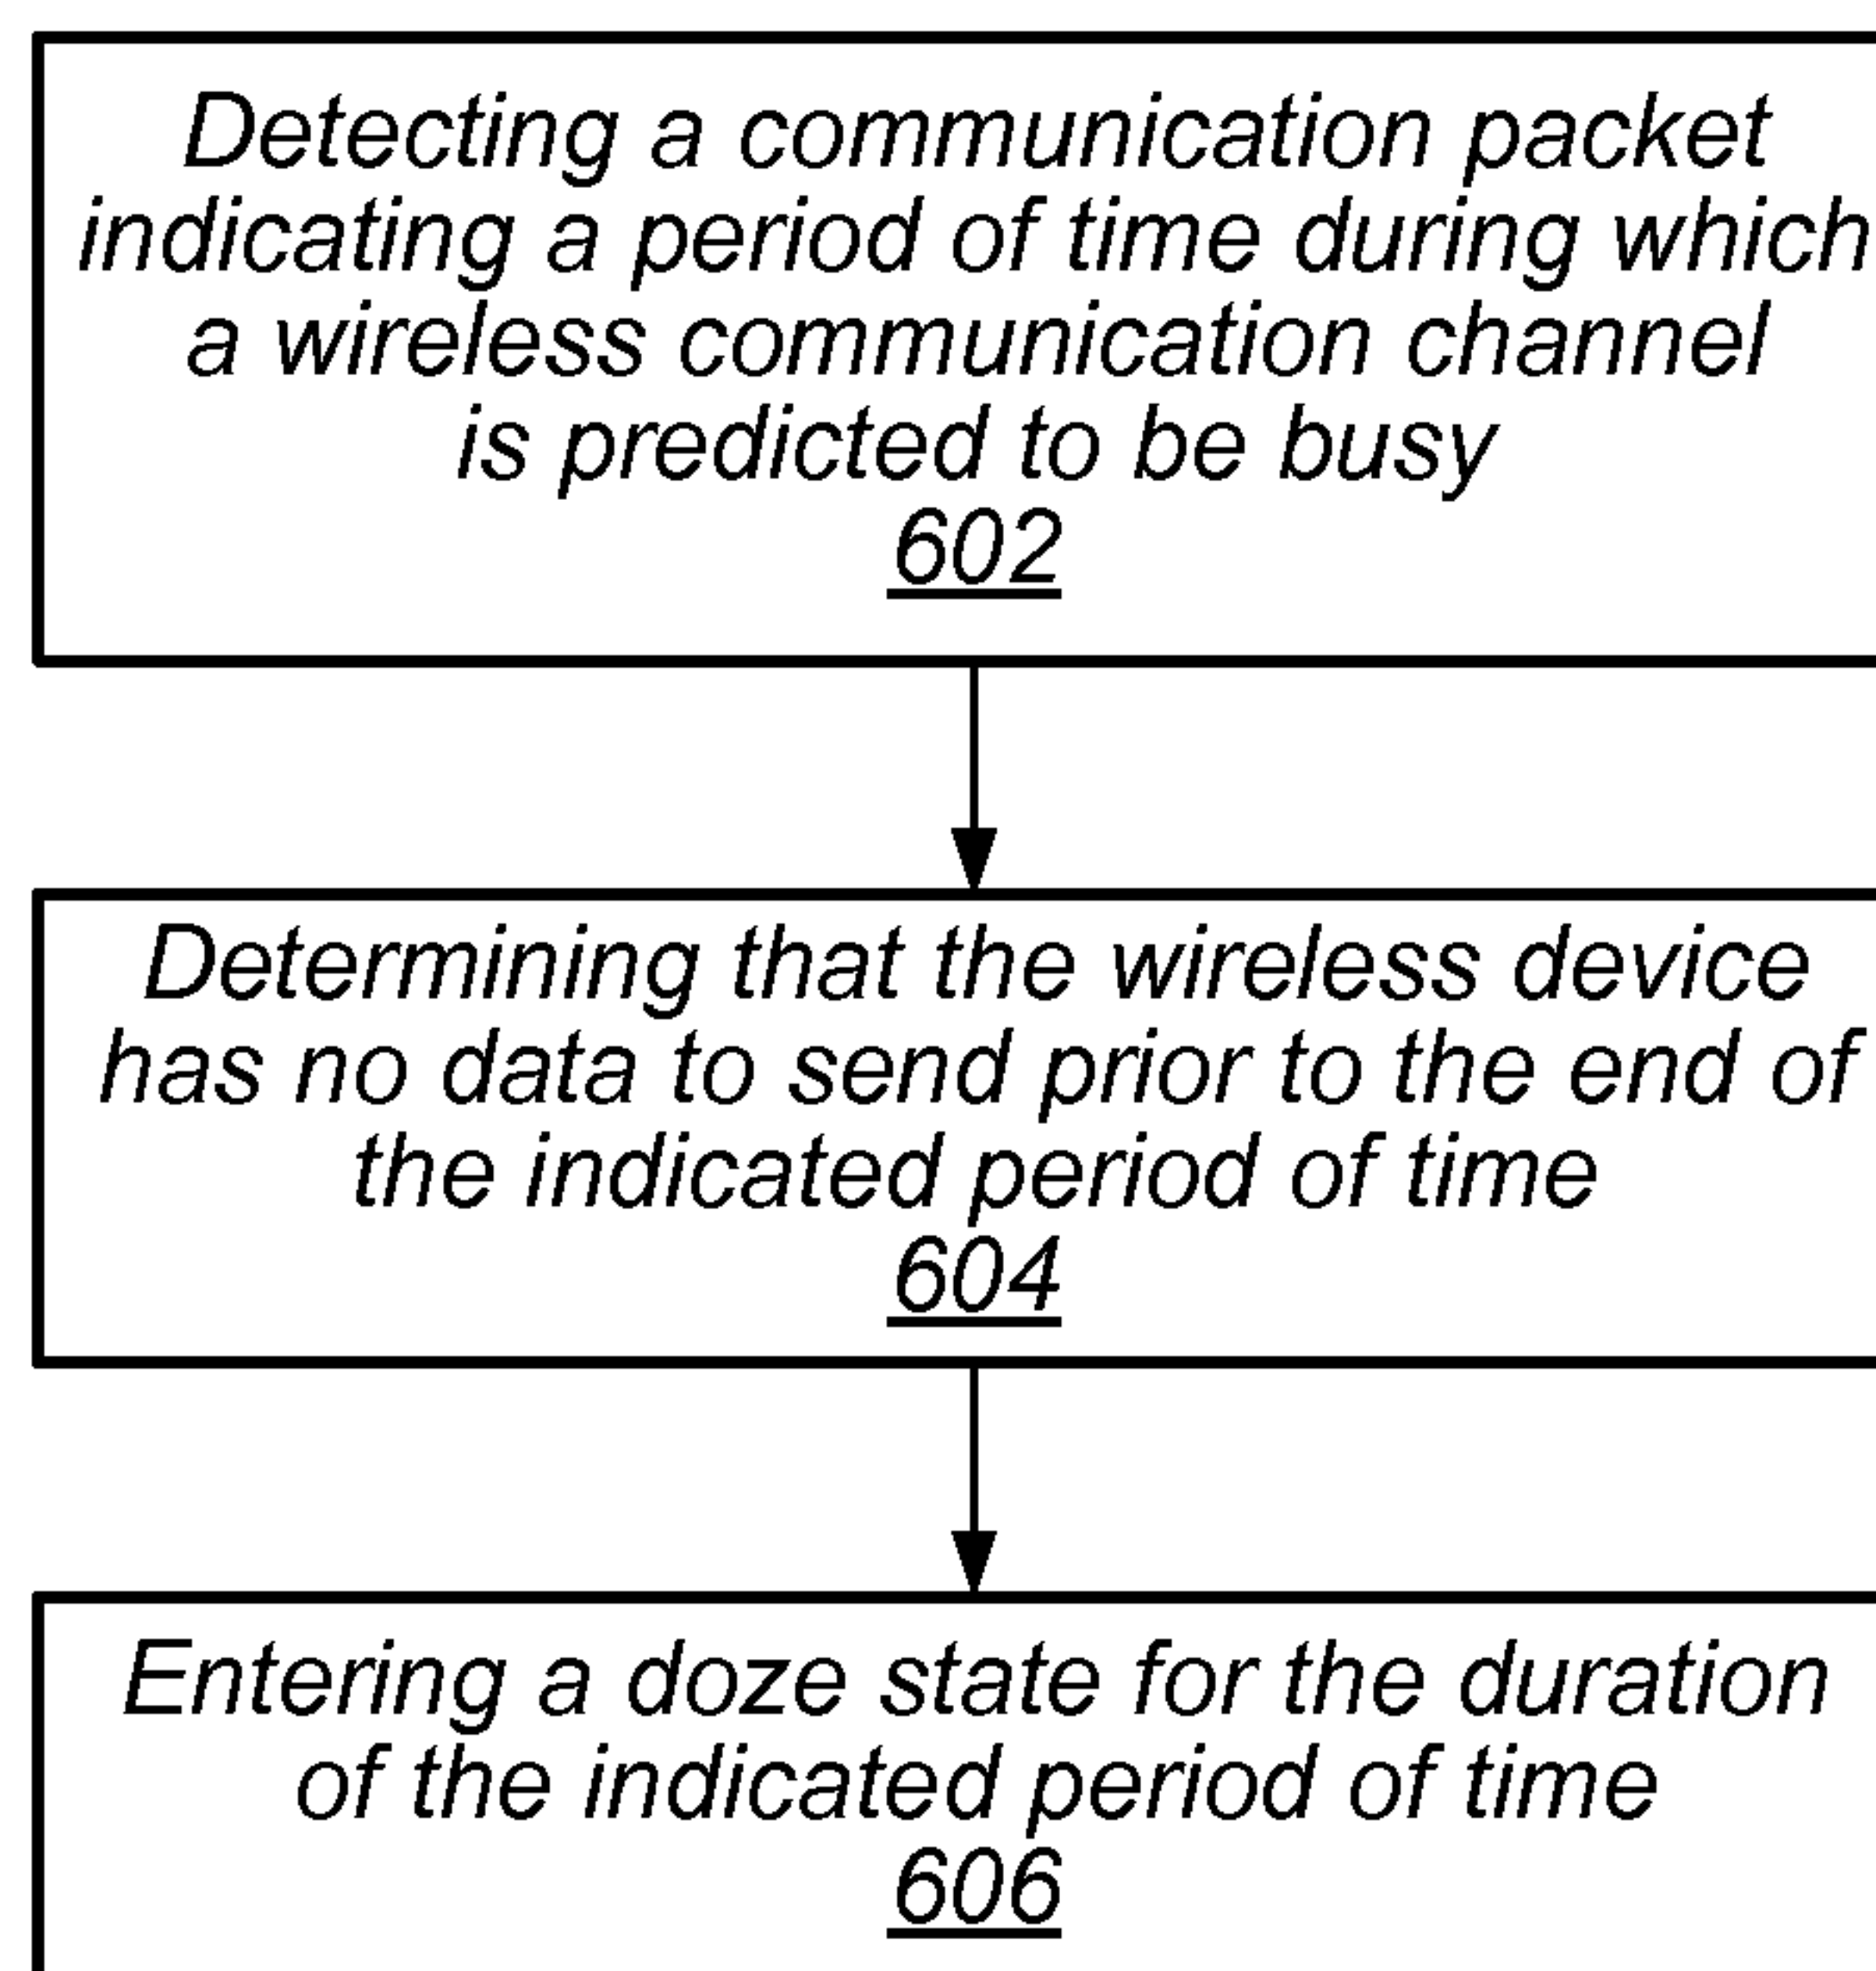 Detecting a communication packet
indicating a period of time during which
a wireless communication channel
is predicted to be busy
602
Determining that the wireless device
has no data to send prior to the end of
the indicated period of time
604
Entering a doze state for the duration
of the indicated period of time
606